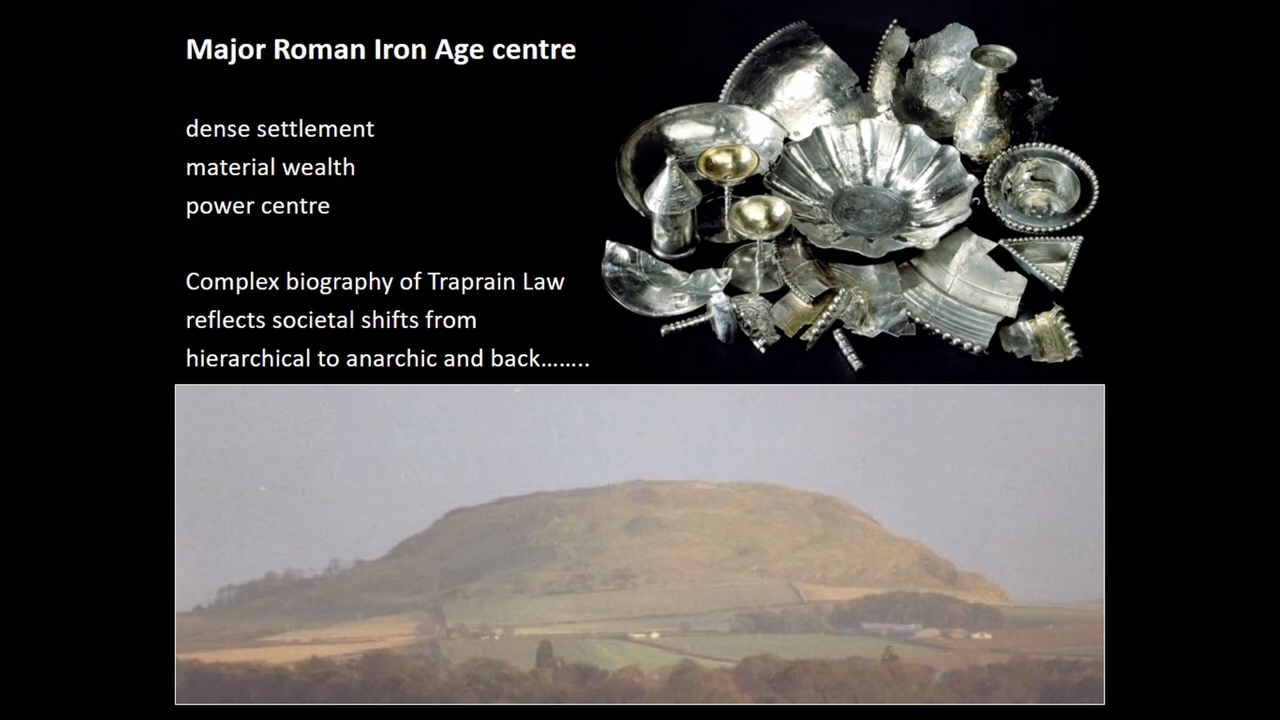 Major Roman Iron Age centre
dense settlement
material wealth
power centre
Complex biography of Traprain Law
reflects societal shifts from
hierarchical to anarchic and back........